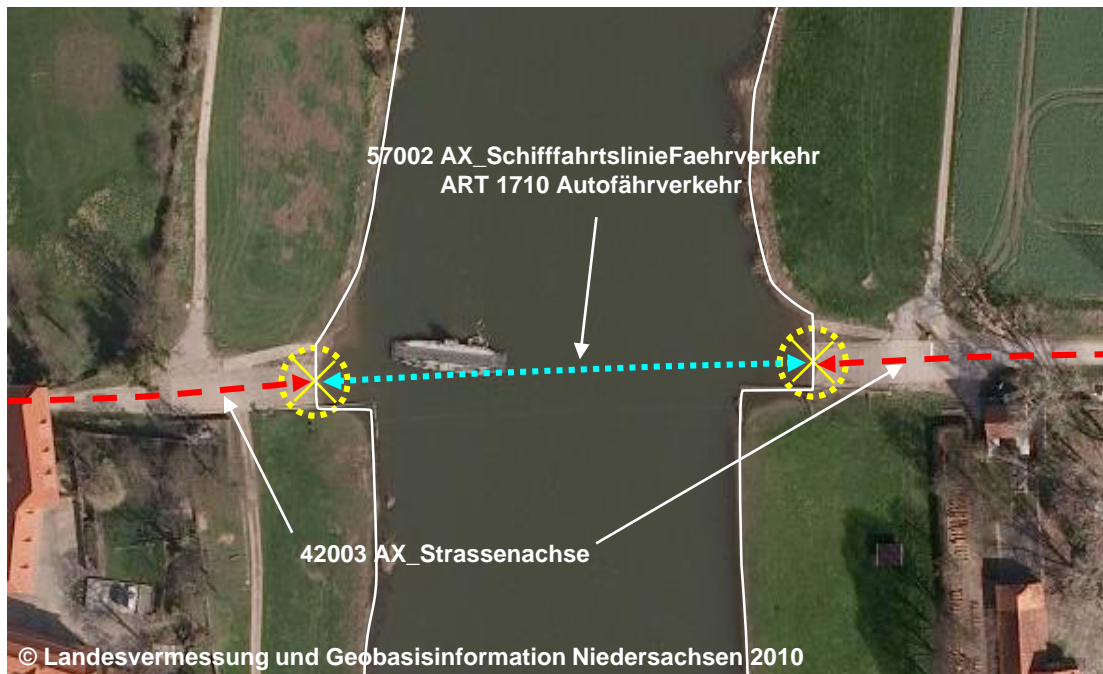 57002 AX_SchifffahrtslinieFaehrverkehr
ART 1710 Autofährverkehr
42003 AX_Strassenachse
© Landesvermessung und Geobasisinformation Niedersachsen 2010